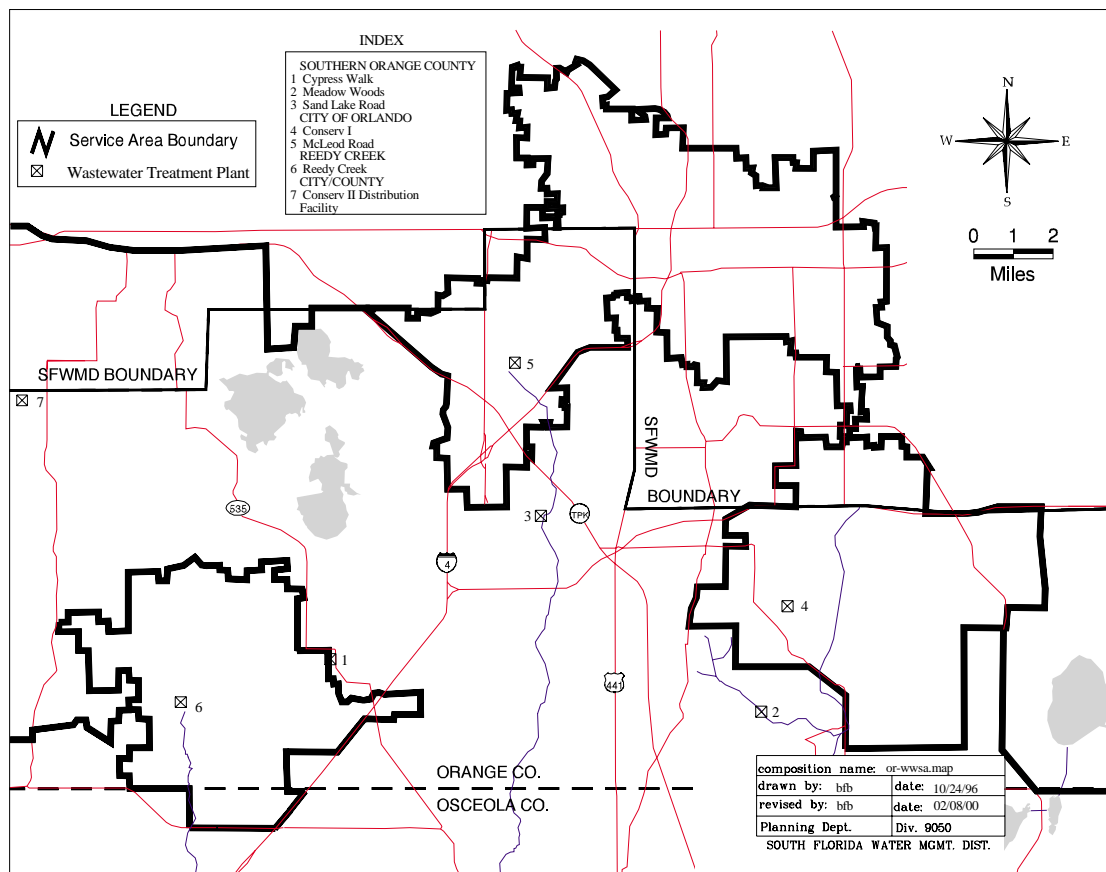 INDEX
SOUTHERN ORANGE COUNTY
1 Cypress Walk
2 Meadow Woods
3 Sand Lake Road
CITY OF ORLANDO
4 Conserv I
5 McLeod Road
REEDY CREEK
6 Reedy Creek
CITY/COUNTY
7 Conserv II Distribution
Facility
LEGEND
Service Area Boundary
Wastewater Treatment Plant
N
W E
S
0 1 2
Miles
SFWMD BOUNDARY
5
7
SFWMD
BOUNDARY
535
3
TPK
4
4
1
441
6
2
ORANGE CO.
OSCEOLA CO.
composition name: or-wwsa.map
drawn by: bfb date: 10/24/96
revised by: bfb date: 02/08/00
Planning Dept. Div. 9050
SOUTH FLORIDA WATER MGMT. DIST.